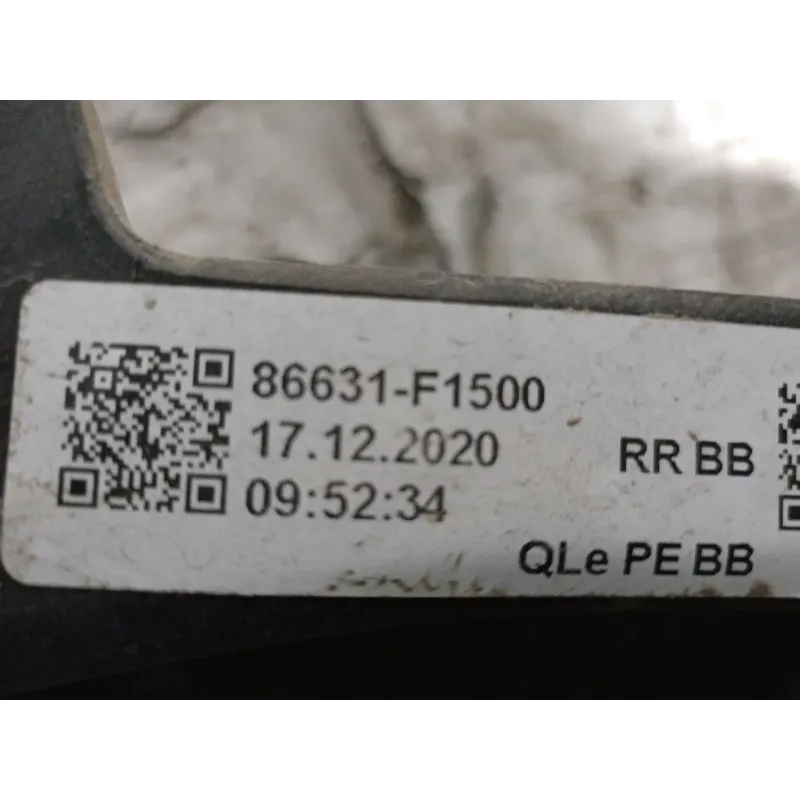 86631-F1500
17.12.2020
RR BB
09:52:34
QLe PE BB